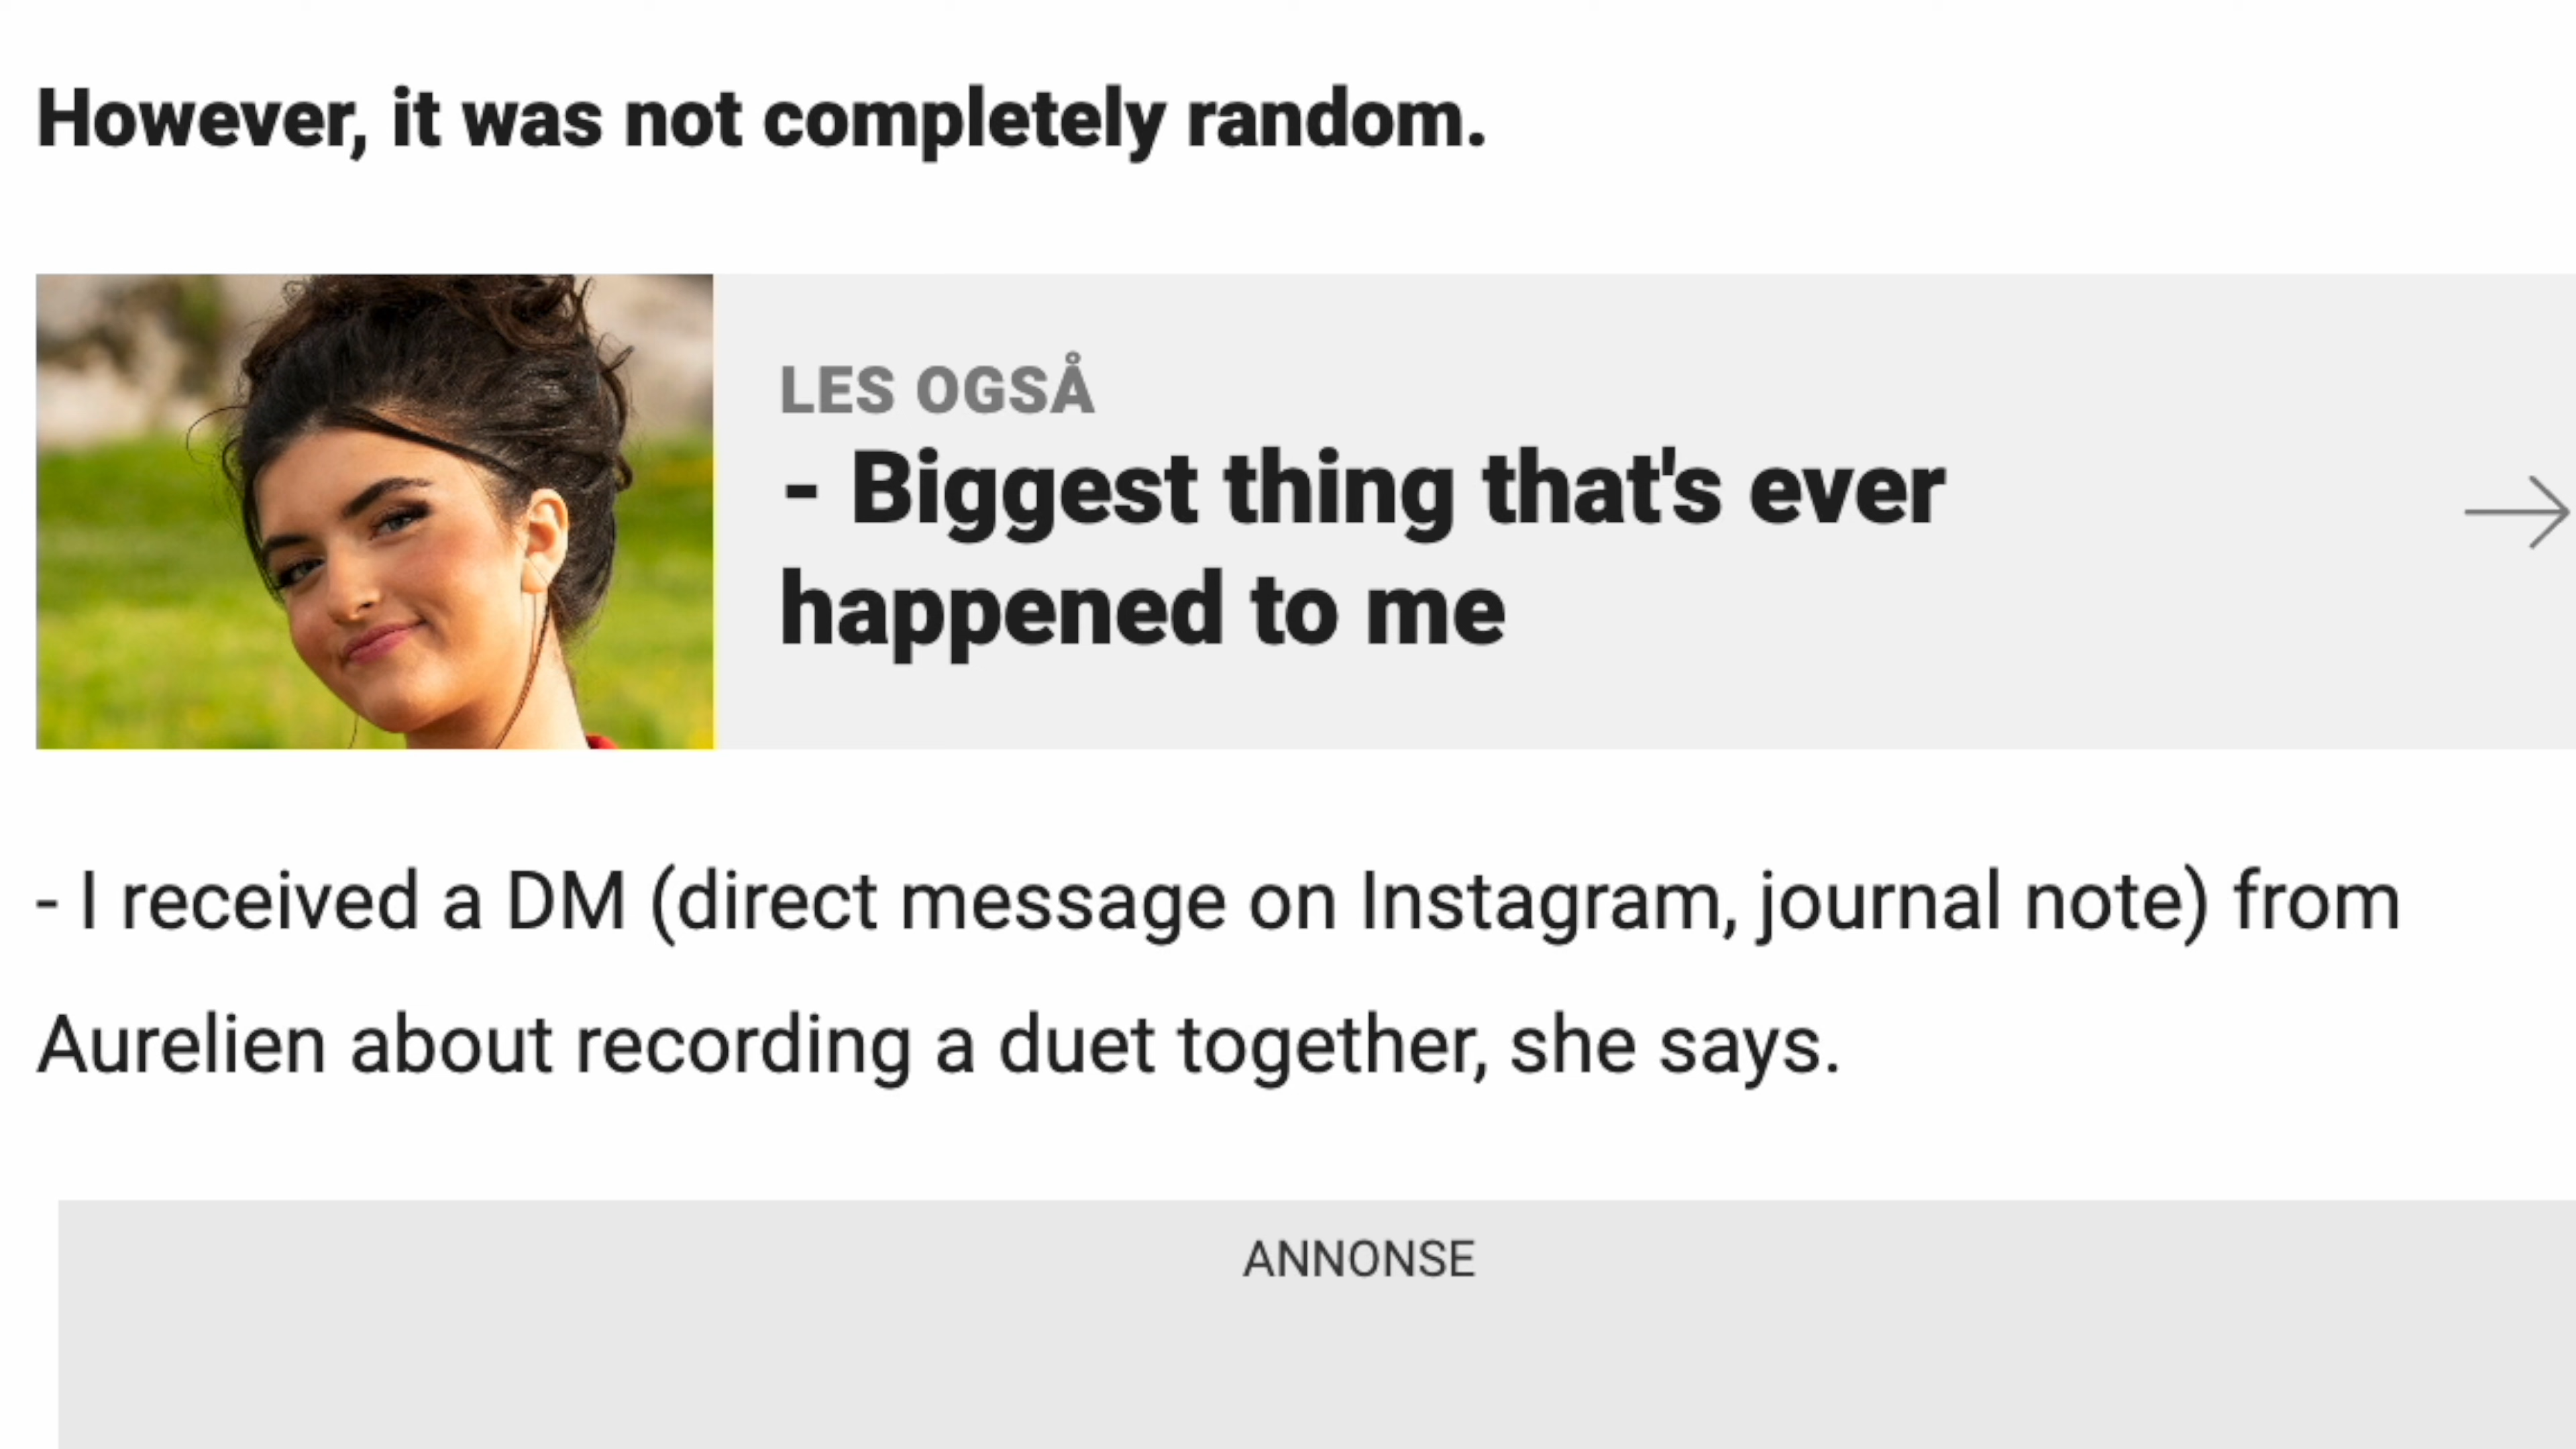 However, it was not completely random.
LES OGSÅ
- Biggest thing that's ever
happened to me
- I received a DM (direct message on Instagram, journal note) from
Aurelien about recording a duet together, she says.
ANNONSE